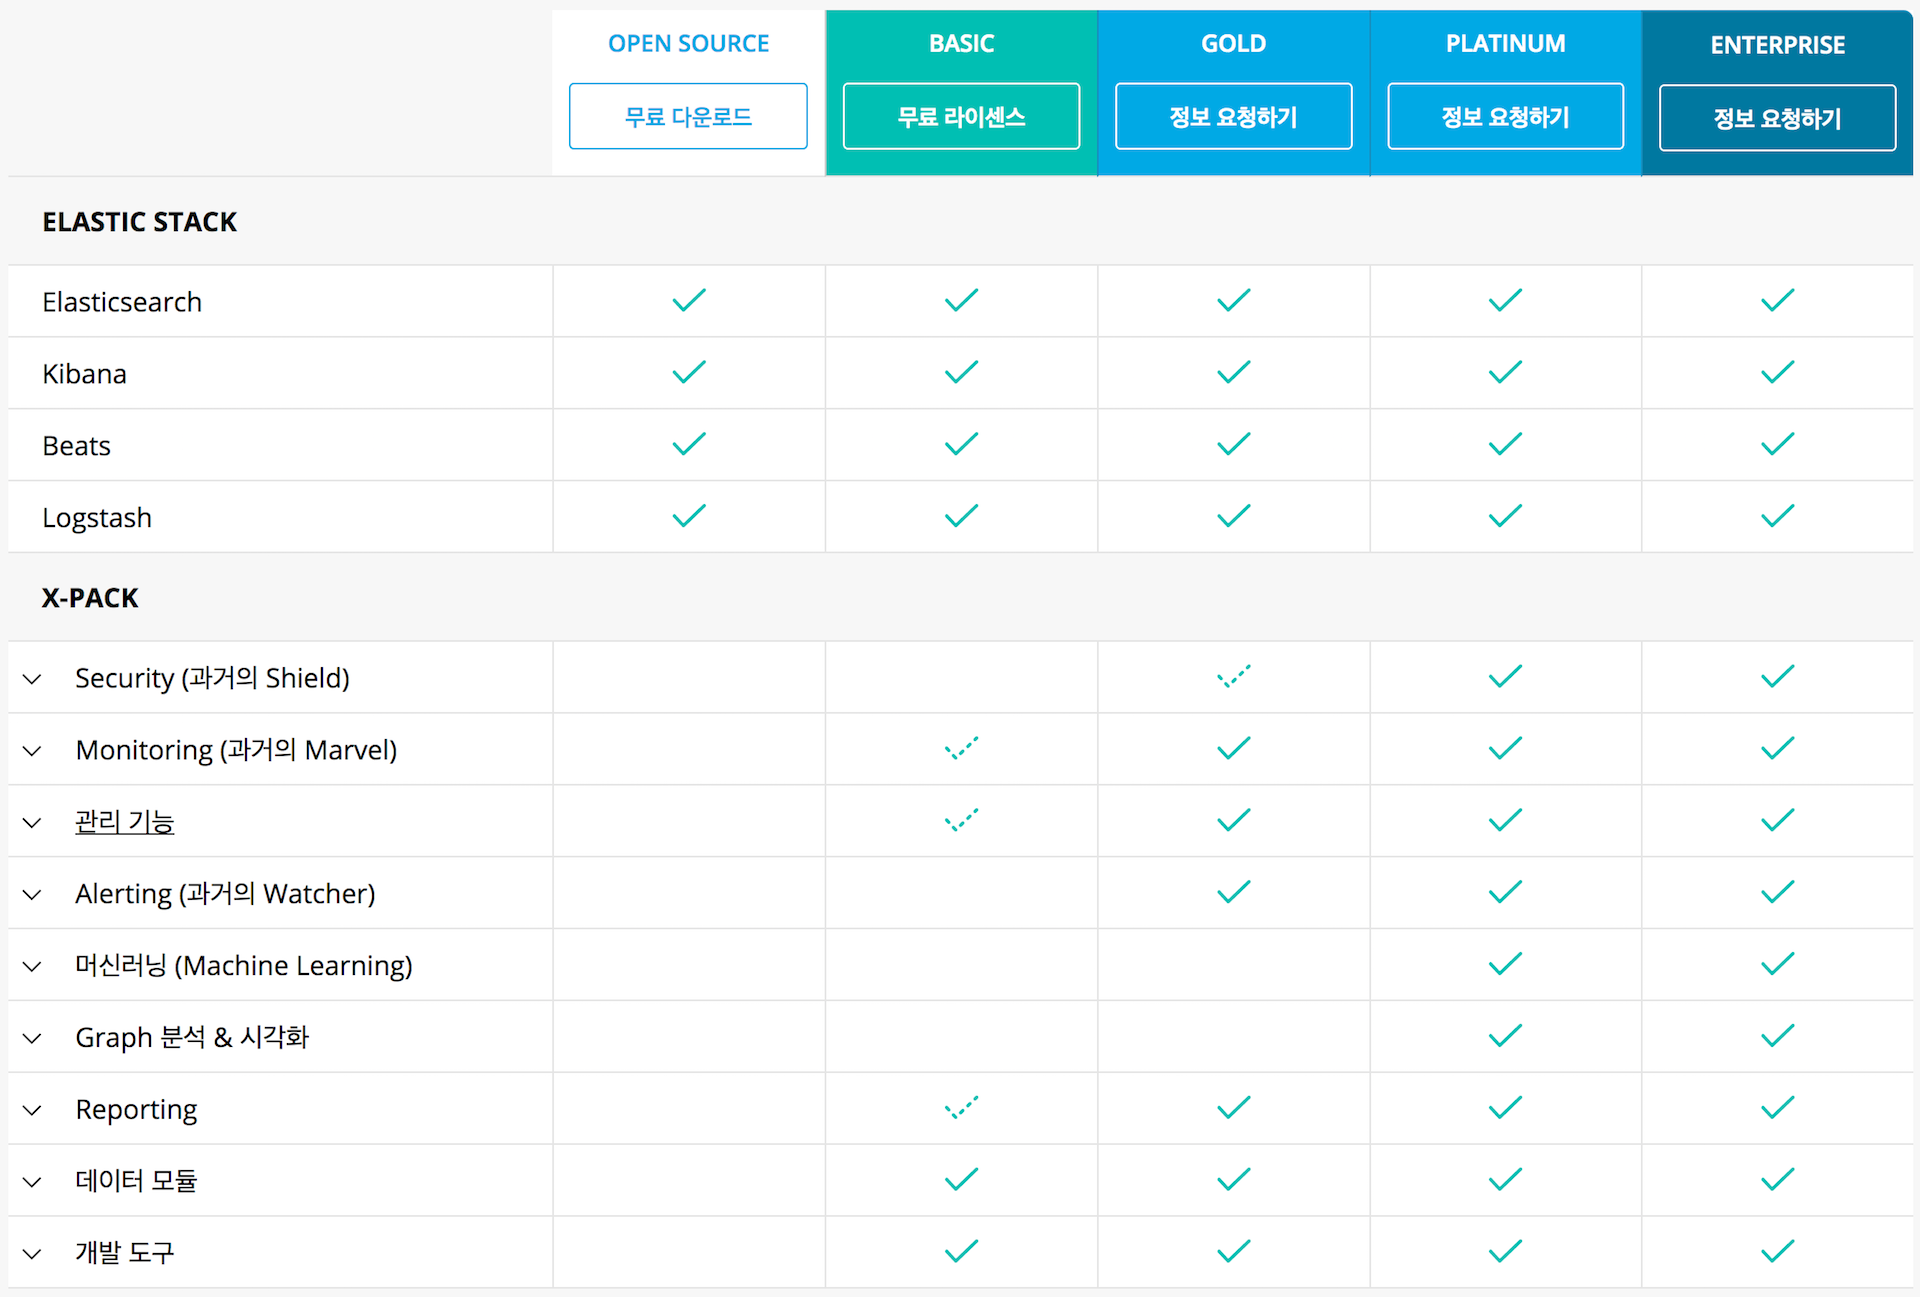 OPEN SOURCE
BASIC
GOLD
PLATINUM
ENTERPRISE
무료 다운로드
무료 라이센스
정보 요청하기
정보 요청하기
정보 요청하기
ELASTIC STACK
Elasticsearch
Kibana
Beats
Logstash
X-PACK
Security (과거의 Shield)
Monitoring (과거의 Marvel)
관리 기능
Alerting (과거의 Watcher)
머신러닝 (Machine Learning)
Graph 분석 & 시각화
Reporting
데이터 모듈
개발 도구